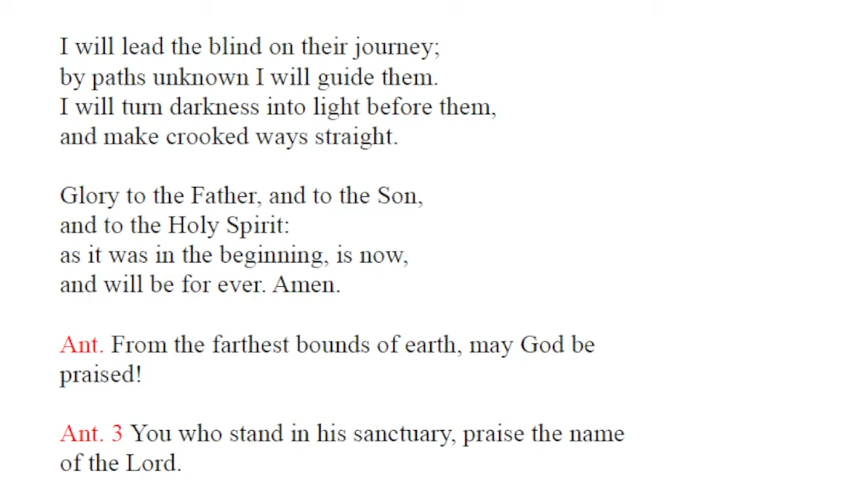 I will lead the blind on their journey;
by paths unknown I will guide them.
I will turn darkness into light before them,
and make crooked ways straight.
Glory to the Father, and to the Son,
and to the Holy Spirit:
as it was in the beginning, is now,
and will be for ever. Amen.
Ant. From the farthest bounds of earth, may God be
praised!
Ant. 3 You who stand in his sanctuary, praise the name
of the Lord.